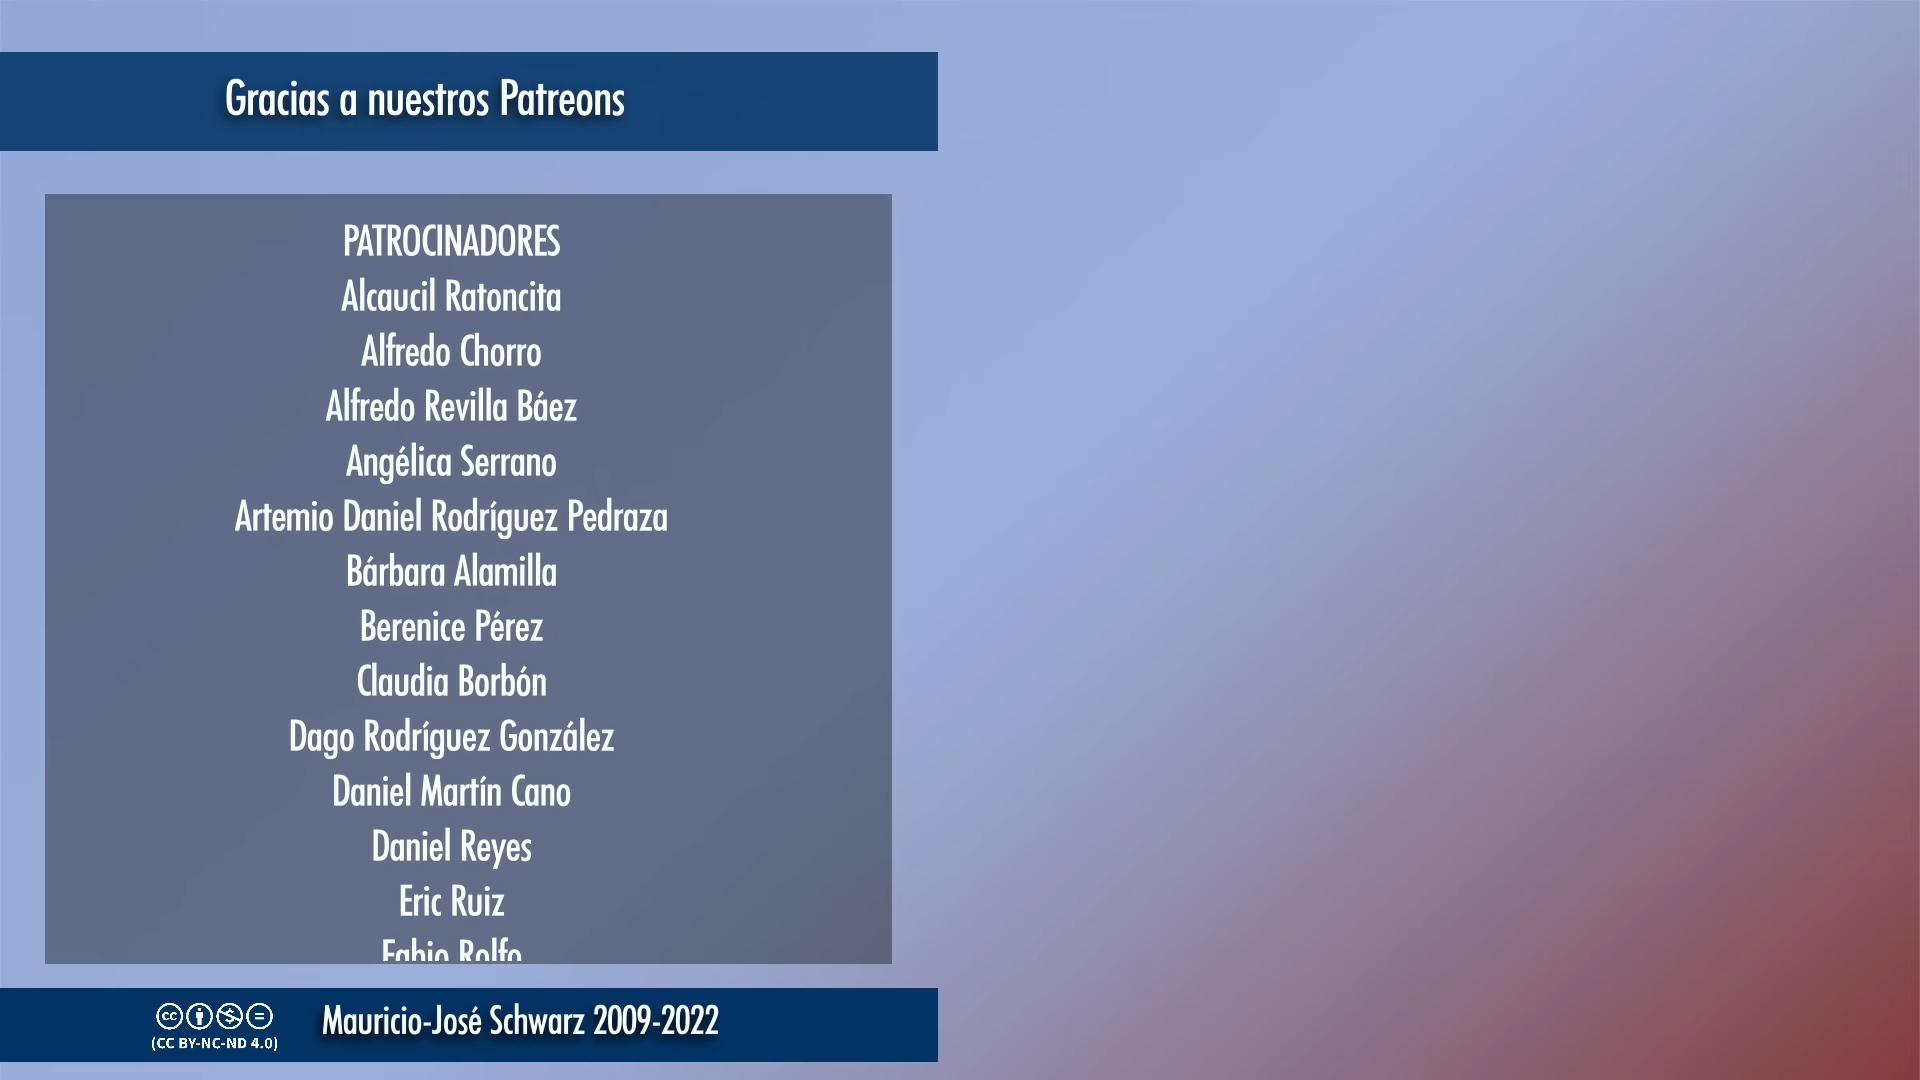 Gracias a nuestros Patreons
PATROCINADORES
Alcaucil Ratoncita
Alfredo Chorro
Alfredo Revilla Báez
Angélica Serrano
Artemio Daniel Rodríguez Pedraza
Bárbara Alamilla
Berenice Pérez
Claudia Borbón
Dago Rodríguez González
Daniel Martín Cano
Daniel Reyes
Eric Ruiz
Fabio Rolfo
Mauricio-José Schwarz 2009-2022
(CC BY-NC-ND 4.0)